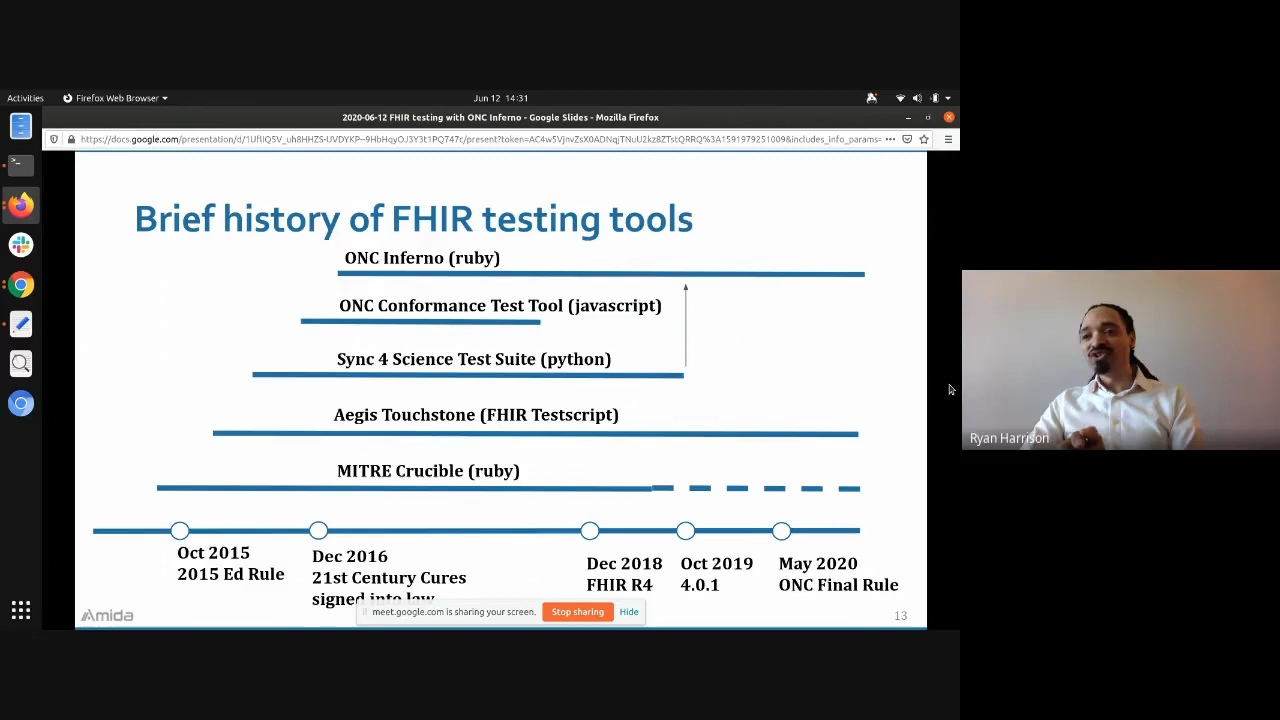 Activities
Firefox Web Browser
Jun 12 14:31
2020-06-12 FHIR testing with ONC Inferno - Google Slides - Mozilla Firefox
Brief history of FHIR testing tools
ONC Inferno (ruby)
ONC Conformance Test Tool (javascript)
Sync 4 Science Test Suite (python)
Aegis Touchstone (FHIR Testscript)
MITRE Crucible (ruby)
Oct 2015
2015 Ed Rule
Dec 2016
21st Century Cures
signed into law
Dec 2018
FHIR R4
Oct 2019
4.0.1
May 2020
ONC Final Rule
meet.google.com is sharing your screen.
Stop sharing
Hide
Amida
13
Ryan Harrison